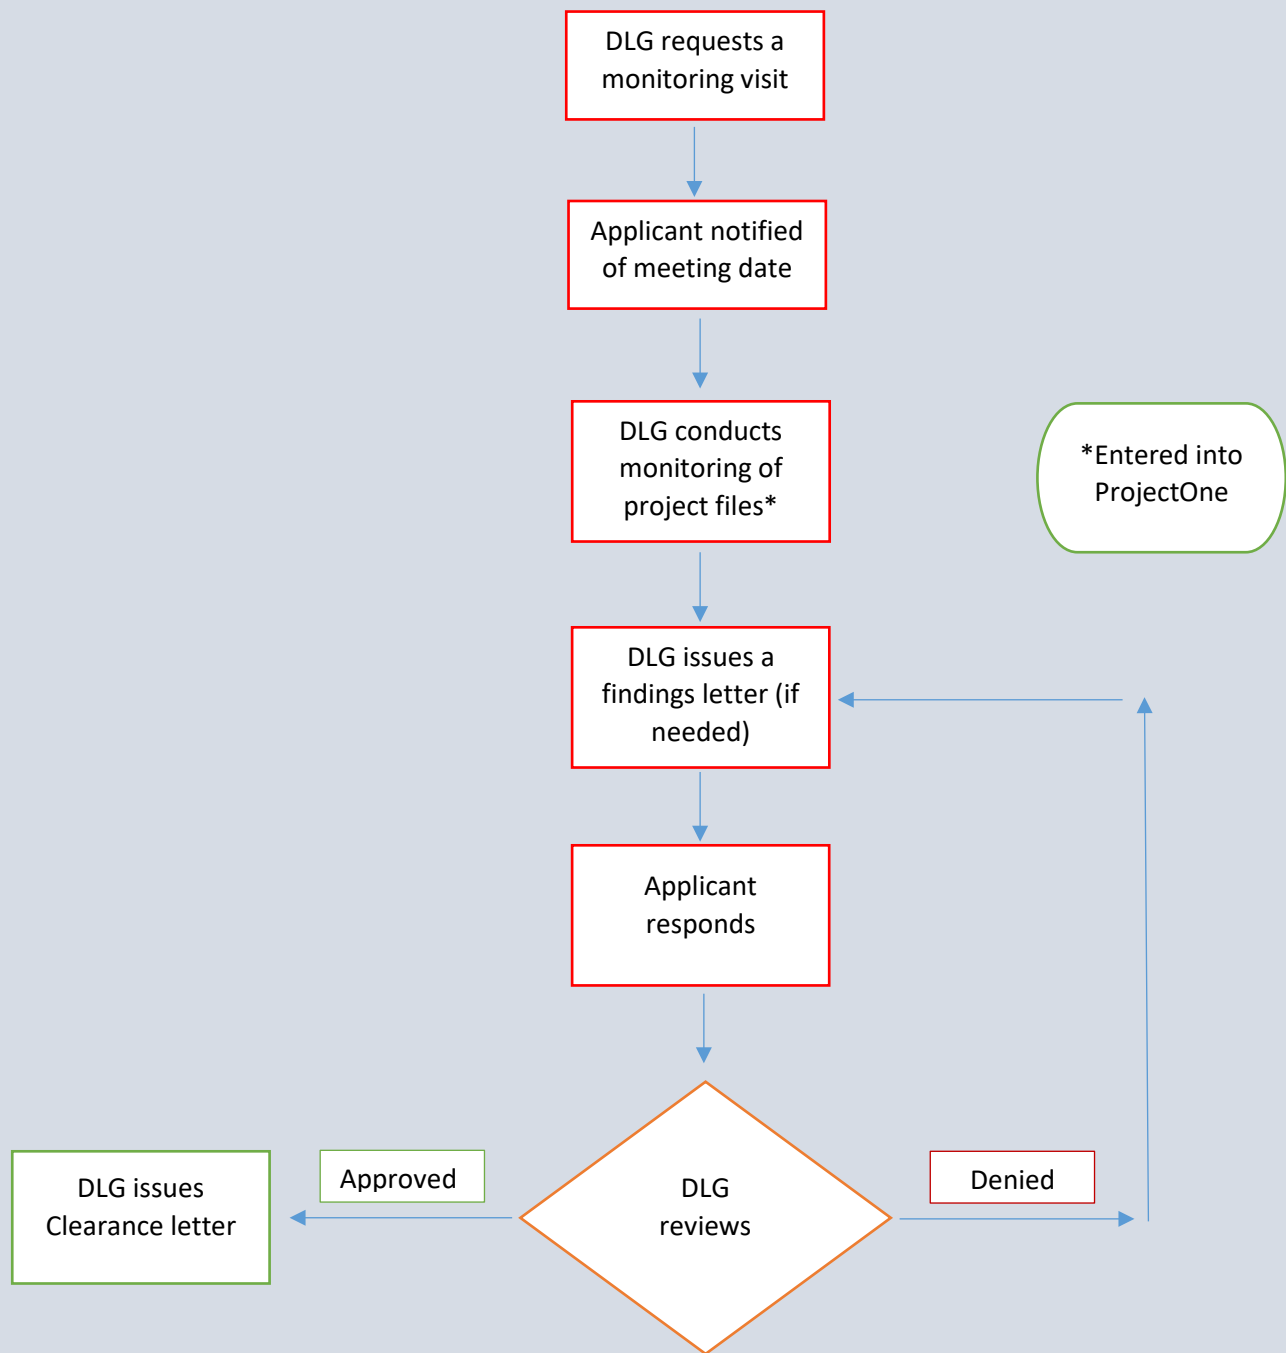 DLG requests a
monitoring visit
Applicant notified
of meeting date
DLG conducts
monitoring of
project files*
*Entered into
ProjectOne
DLG issues a
findings letter (if
needed)
Applicant
responds
DLG issues
Clearance letter
Approved
DLG
reviews
Denied